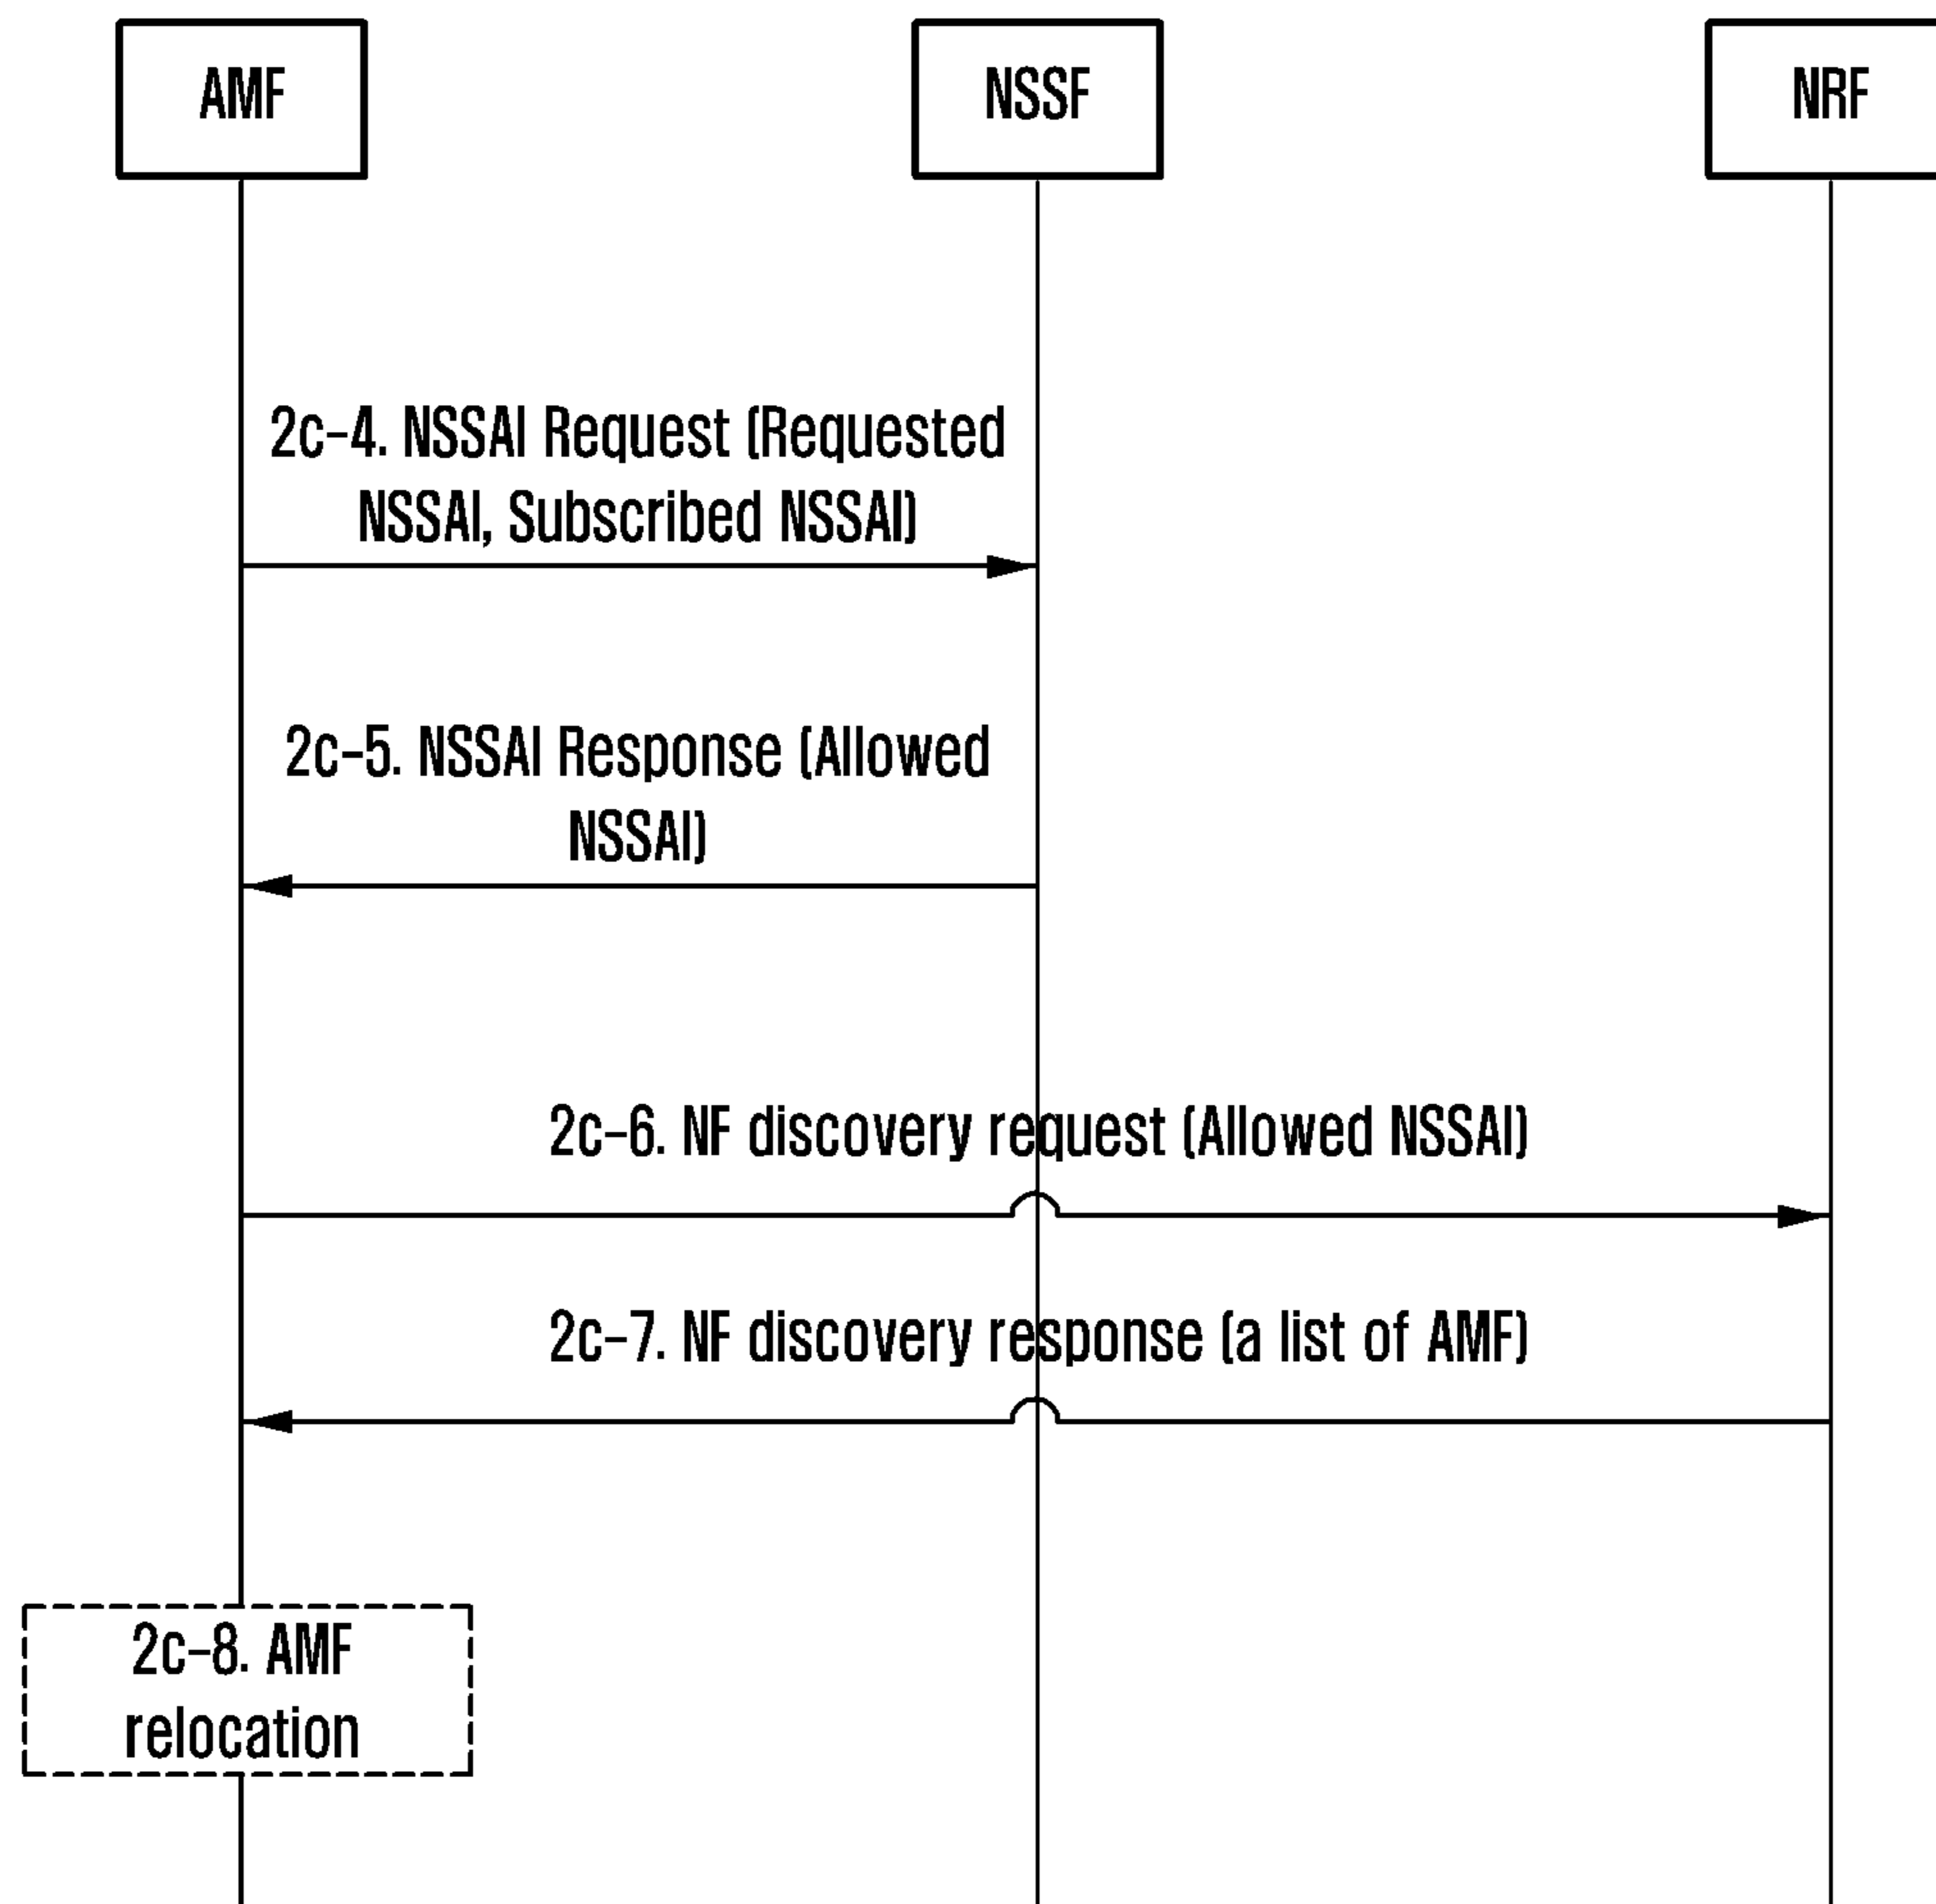 AMF
NSSF
NRF
2c-4. NSSAI Request (Requested
NSSAI, Subscribed NSSAI)
2c-5. NSSAI Response (Allowed
NSSAI)
2c-6. NF discovery request (Allowed NSSAI)
2c-7. NF discovery response (a list of AMF)
2c-8. AMF
relocation